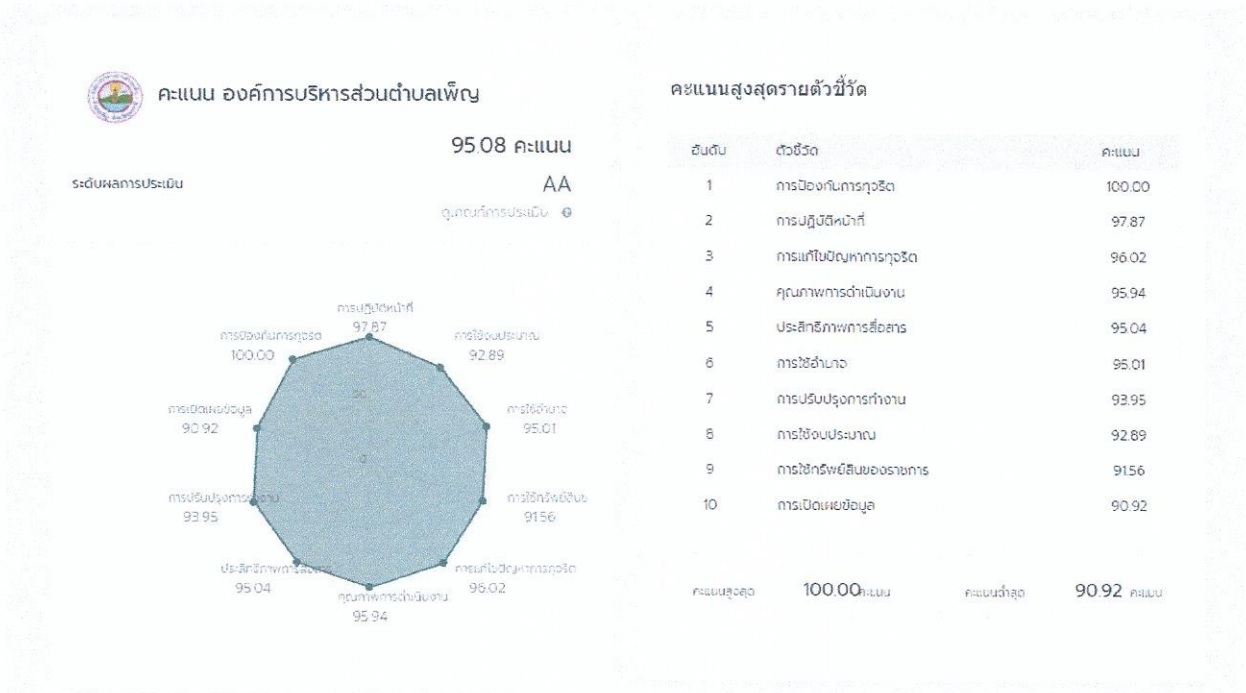 คะแนน องค์การบริหารส่วนตำบลเพ็ญ
95.08 คะแนน
ระดับผลการประเมิน
AA
ดูเกณฑ์การประเมิน
การปฏิบัติหน้าที่
97.87
การป้องกันการทุจริต
100.00
การใช้งบประมาณ
92.89
การเปิดเผยข้อมูล
90.92
การใช้อำนาจ
95.01
50
0
การปรับปรุงการทำงาน
93.95
การใช้ทรัพย์สินข
91.56
ประสิทธิภาพการสื่อสาร
95.04
การแก้ไขปัญหาการทุจริต
96.02
คุณภาพการดำเนินงาน
95.94
คะแนนสูงสุดรายตัวชี้วัด
อันดับ ตัวชี้วัด คะแนน
1 การป้องกันการทุจริต 100.00
2 การปฏิบัติหน้าที่ 97.87
3 การแก้ไขปัญหาการทุจริต 96.02
4 คุณภาพการดำเนินงาน 95.94
5 ประสิทธิภาพการสื่อสาร 95.04
6 การใช้อำนาจ 95.01
7 การปรับปรุงการทำงาน 93.95
8 การใช้งบประมาณ 92.89
9 การใช้ทรัพย์สินของราชการ 91.56
10 การเปิดเผยข้อมูล 90.92
คะแนนสูงสุด 100.00 คะแนน คะแนนต่ำสุด 90.92 คะแนน